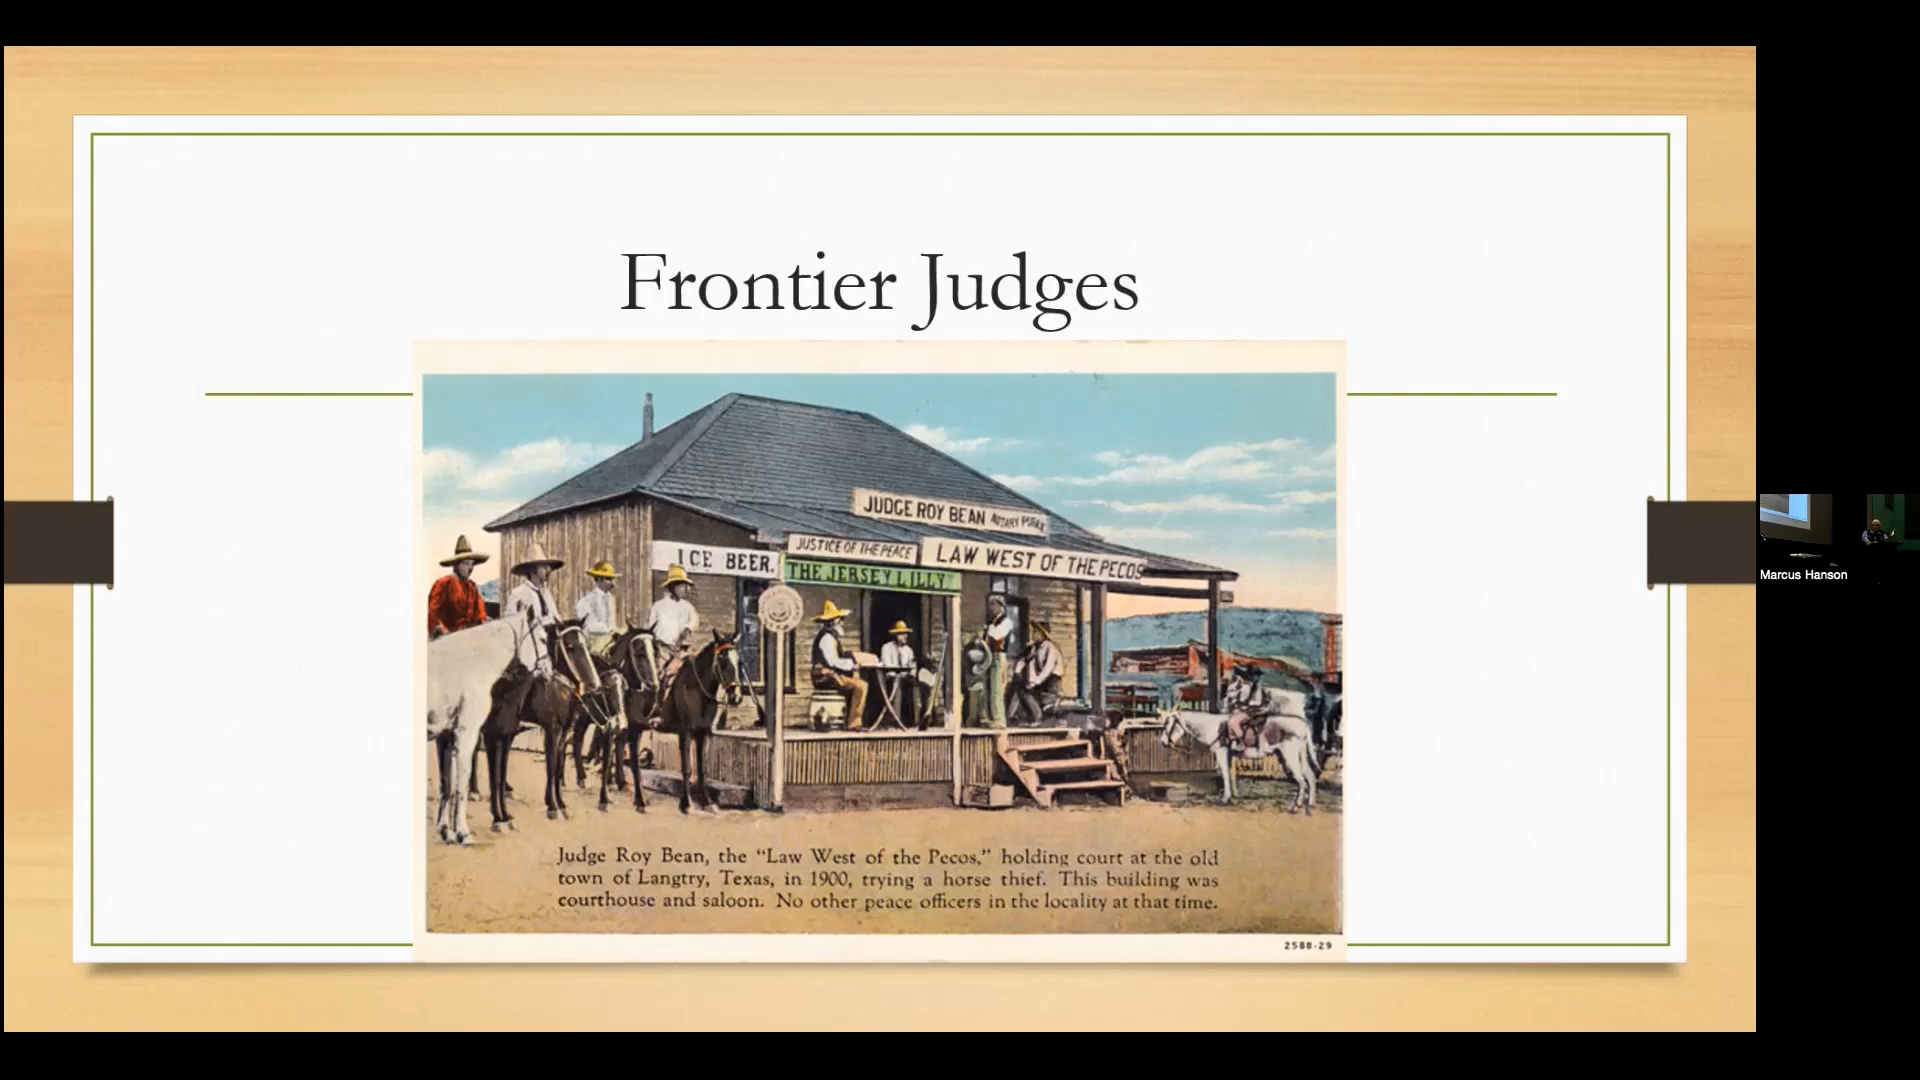 Frontier Judges
JUDGE ROY BEAN NOTARY PUBLIC
JUSTICE OF THE PEACE
LAW WEST OF THE PECOS
ICE BEER.
THE JERSEY LILLY
Judge Roy Bean, the “Law West of the Pecos,” holding court at the old
town of Langtry, Texas, in 1900, trying a horse thief. This building was
courthouse and saloon. No other peace officers in the locality at that time.
2588-29
Marcus Hanson